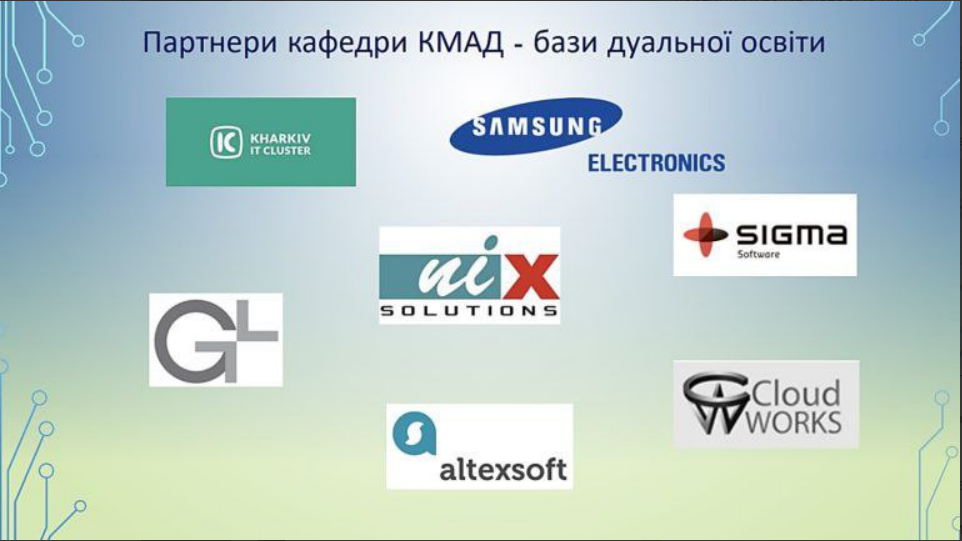 Партнери кафедри КМАД - бази дуальної освіти
KHARKIV
IT CLUSTER
SAMSUNG
ELECTRONICS
SIGMA
Software
niX
SOLUTIONS
GL
Cloud
WORKS
altexsoft